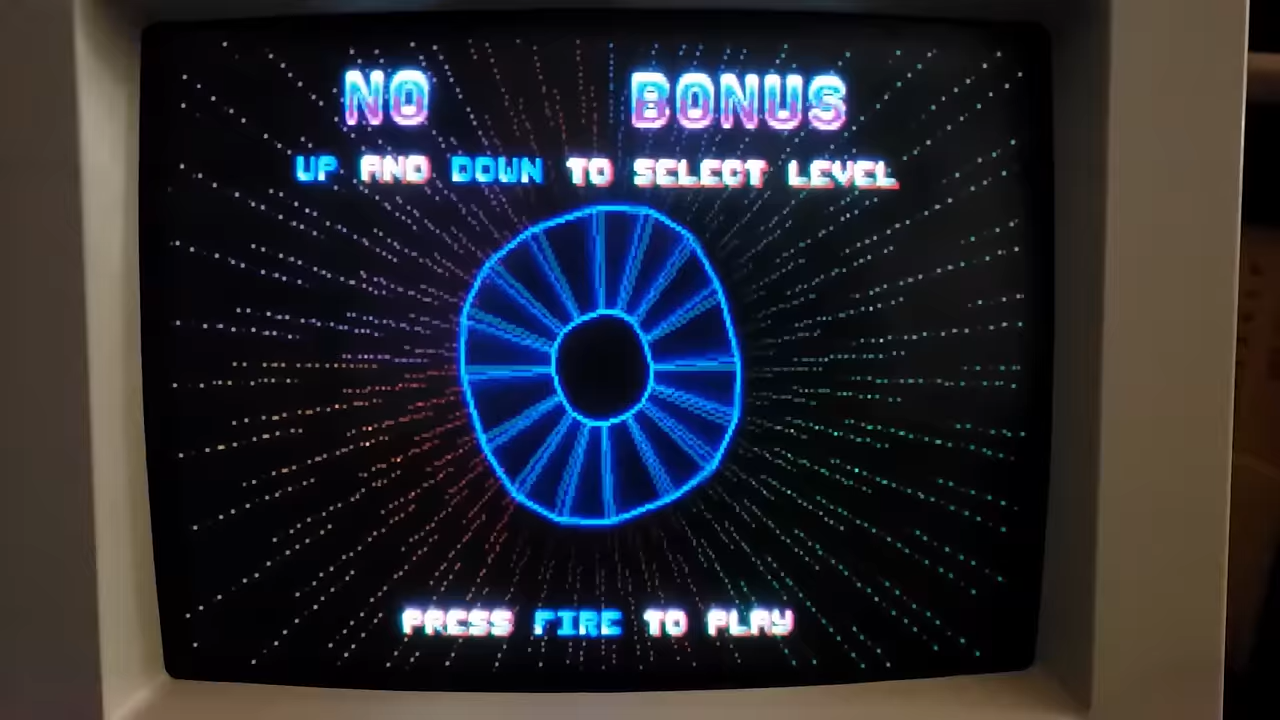 NO BONUS
UP AND DOWN TO SELECT LEVEL
PRESS FIRE TO PLAY